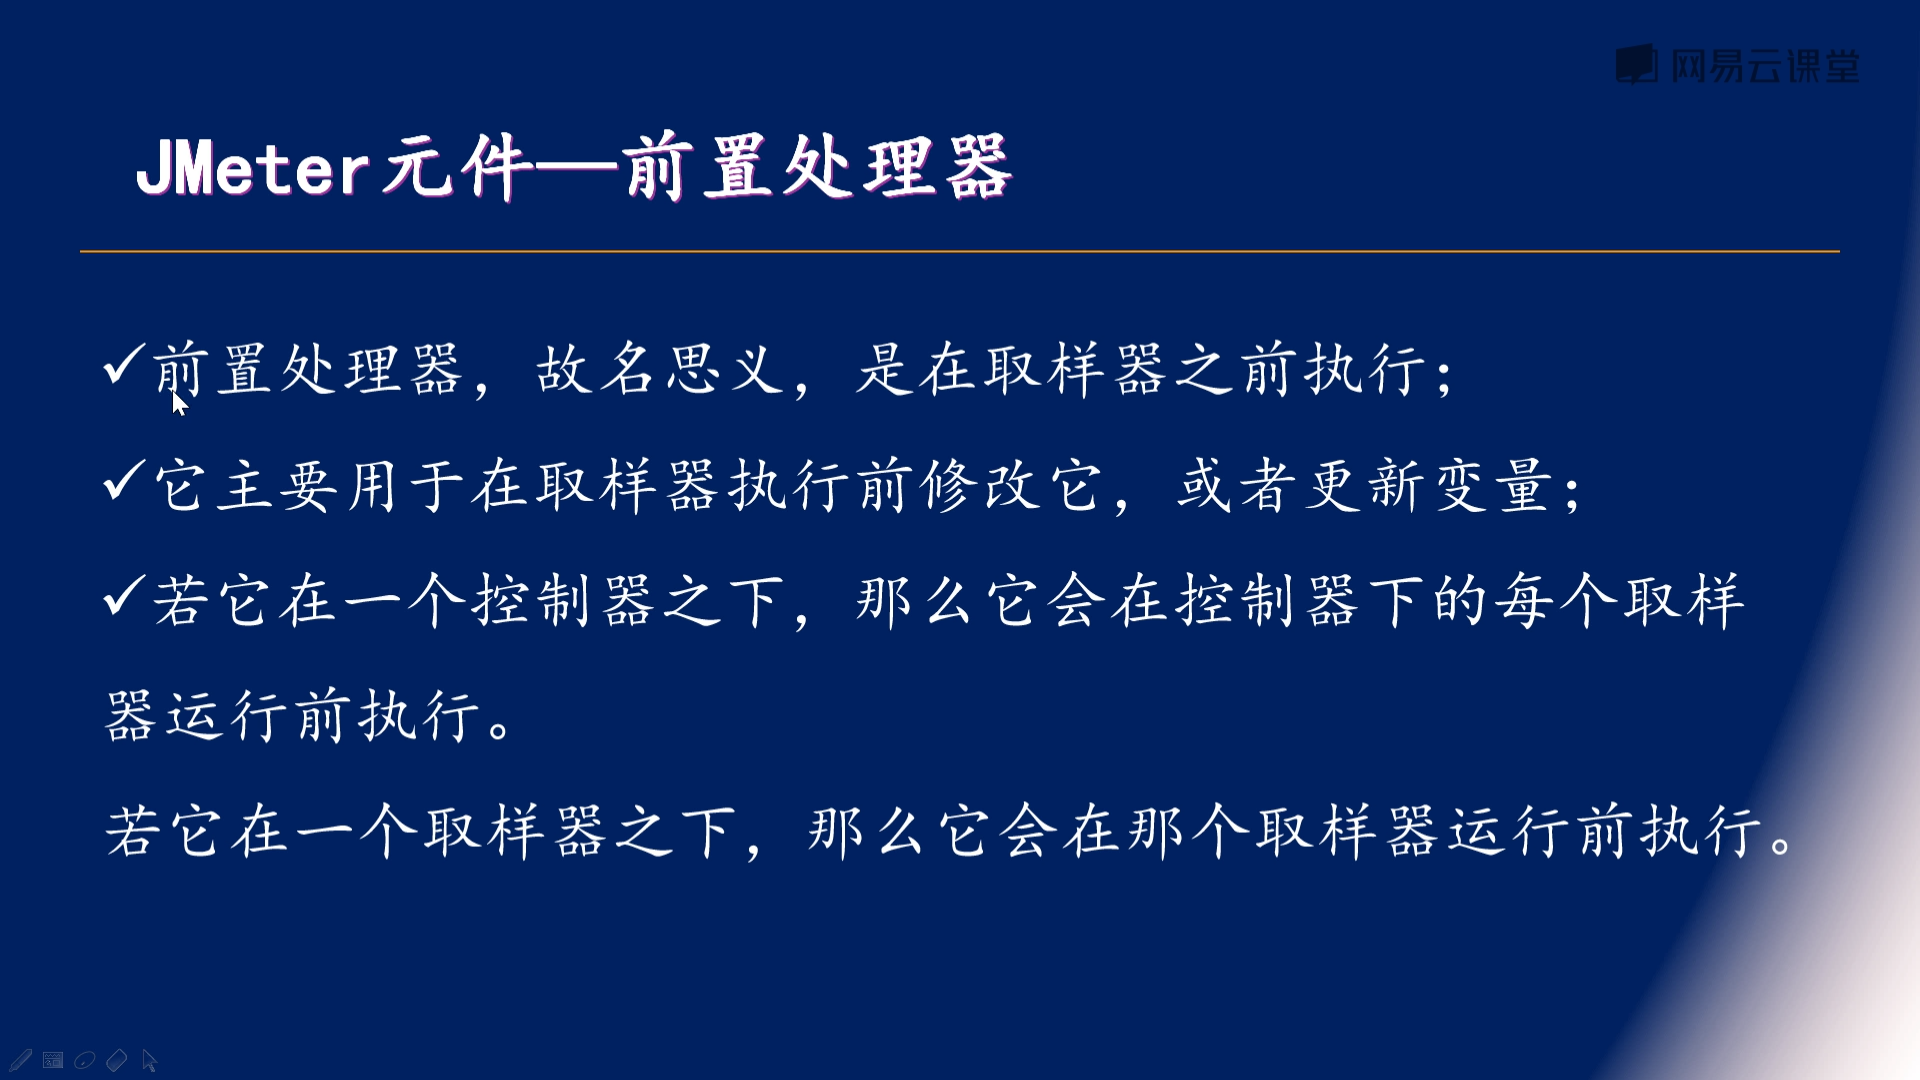 网易云课堂
JMeter元件—前置处理器
✓前置处理器，故名思义，是在取样器之前执行；
✓它主要用于在取样器执行前修改它，或者更新变量；
✓若它在一个控制器之下，那么它会在控制器下的每个取样
器运行前执行。
若它在一个取样器之下，那么它会在那个取样器运行前执行。